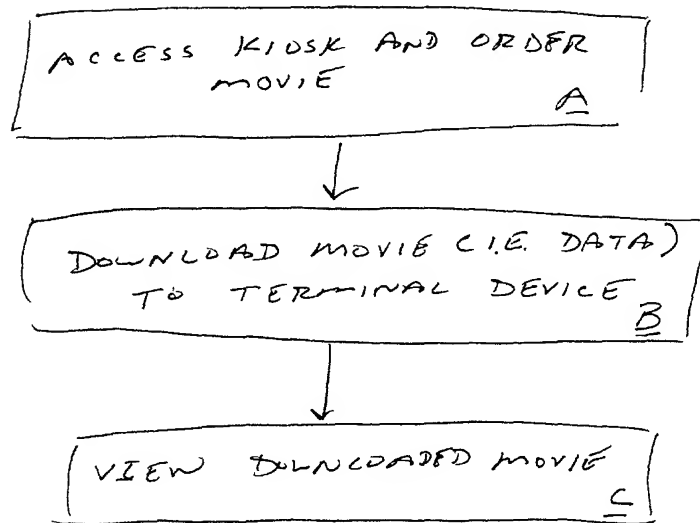 ACCESS KIOSK AND ORDER
MOVIE
A
DOWNLOAD MOVIE (I.E. DATA)
TO TERMINAL DEVICE
B
VIEW DOWNLOADED MOVIE
C